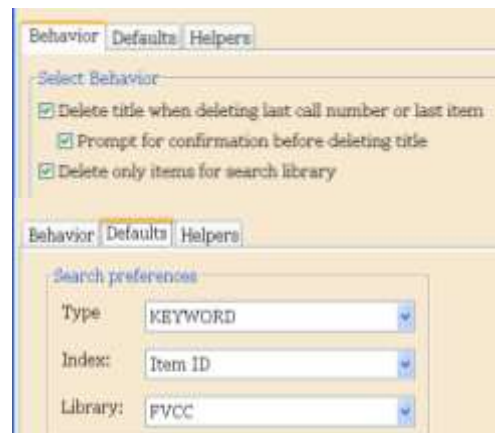 Behavior Defaults Helpers
Select Behavior
Delete title when deleting last call number or last item
Prompt for confirmation before deleting title
Delete only items for search library
Behavior Defaults Helpers
Search preferences
Type KEYWORD
Index: Item ID
Library: FVCC